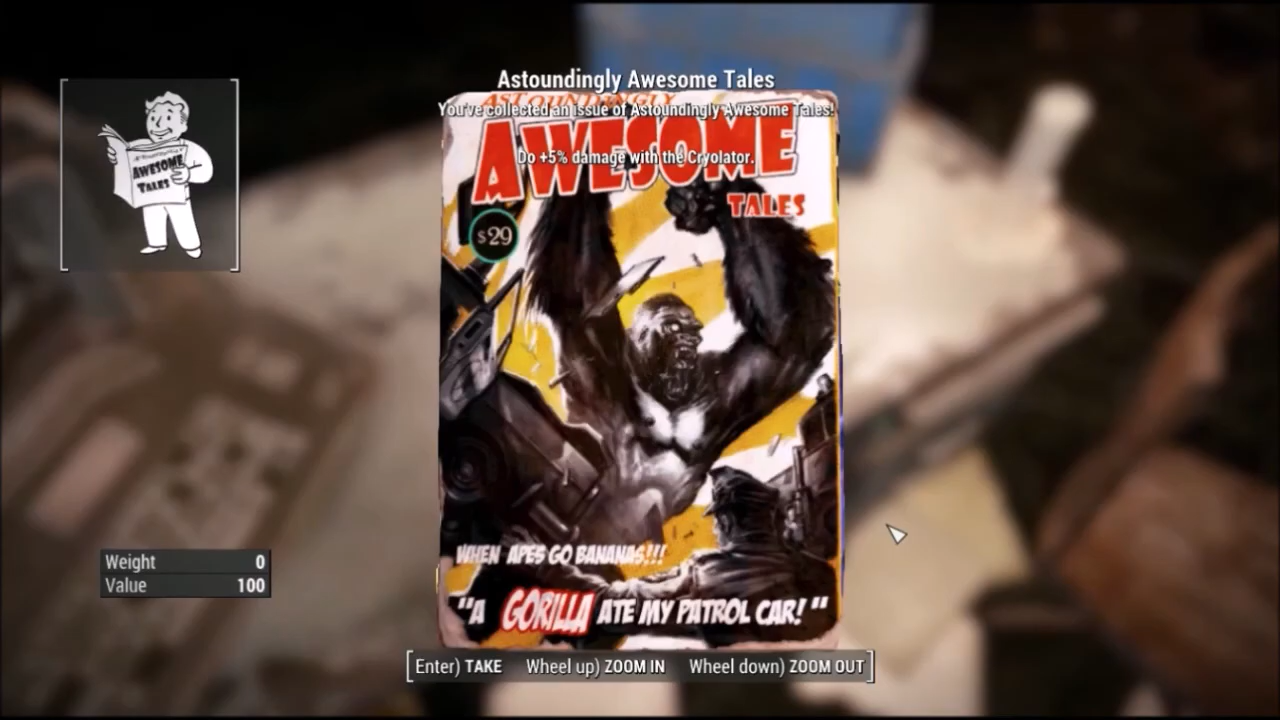 Astoundingly Awesome Tales
ASTOUNDINGLY
You've collected an issue of Astoundingly Awesome Tales!
AWESOME
Do +5% damage with the Cryolator.
TALES
$29
AWESOME
TALES
WHEN APES GO BANANAS!!!
"A GORILLA ATE MY PATROL CAR!"
Weight 0
Value 100
Enter) TAKE Wheel up) ZOOM IN Wheel down) ZOOM OUT